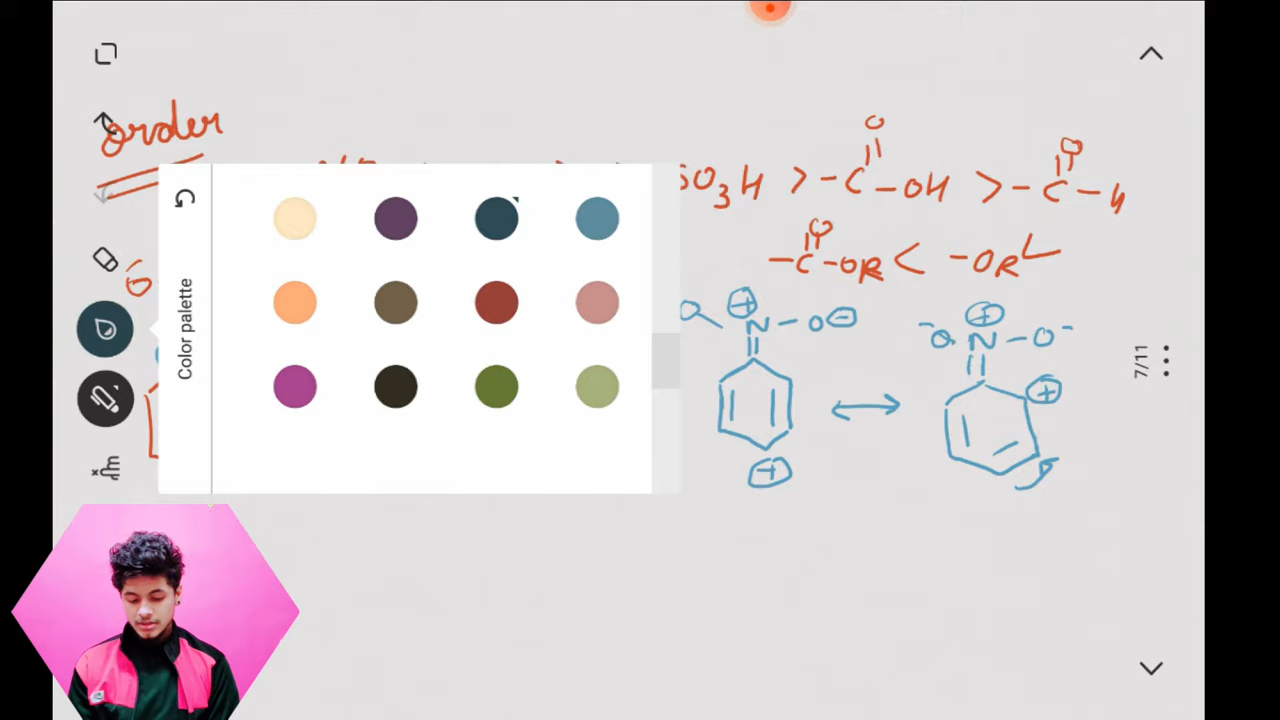 order
SO3H > -C-OH > -C-H
O
O
-C-OR < -OR <
O
O N - O
-O N - O-
Color palette
7/11